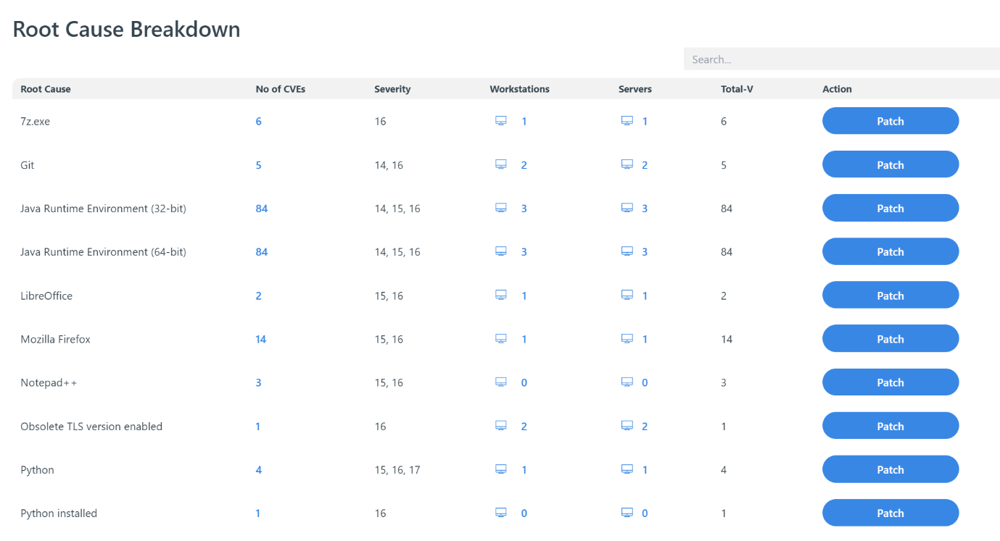 Root Cause Breakdown
Search...
Root Cause No of CVEs Severity Workstations Servers Total-V Action
7z.exe 6 16 1 1 6 Patch
Git 5 14, 16 2 2 5 Patch
Java Runtime Environment (32-bit) 84 14, 15, 16 3 3 84 Patch
Java Runtime Environment (64-bit) 84 14, 15, 16 3 3 84 Patch
LibreOffice 2 15, 16 1 1 2 Patch
Mozilla Firefox 14 15, 16 1 1 14 Patch
Notepad++ 3 15, 16 0 0 3 Patch
Obsolete TLS version enabled 1 16 2 2 1 Patch
Python 4 15, 16, 17 1 1 4 Patch
Python installed 1 16 0 0 1 Patch